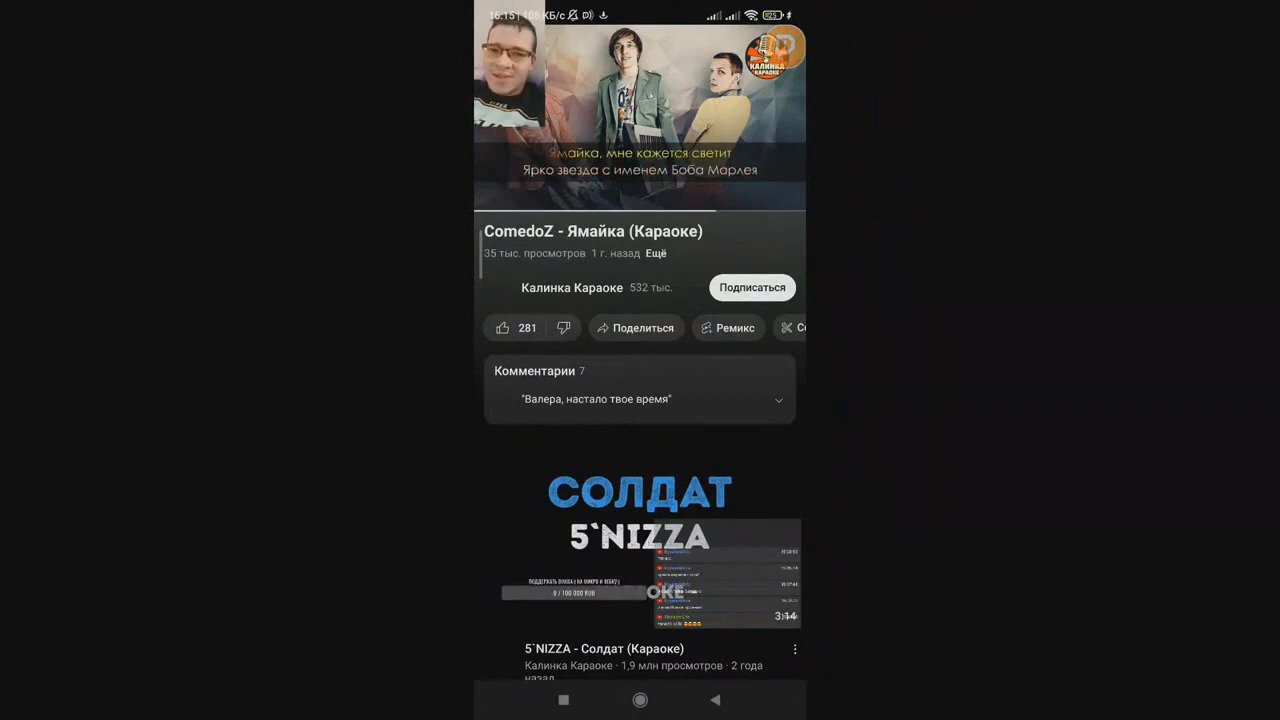 16:15 | 106 КБ/с
25
КАЛИНКА
КАРАОКЕ
Ямайка, мне кажется светит
Ярко звезда с именем Боба Марлея
ComedoZ - Ямайка (Караоке)
35 тыс. просмотров 1 г. назад Ещё
Калинка Караоке 532 тыс.
Подписаться
281
Поделиться
Ремикс
Комментарии 7
"Валера, настало твое время"
СОЛДАТ
5`NIZZA
0 / 100 000 RUB
3:14
5`NIZZA - Солдат (Караоке)
Калинка Караоке · 1,9 млн просмотров · 2 года
назад